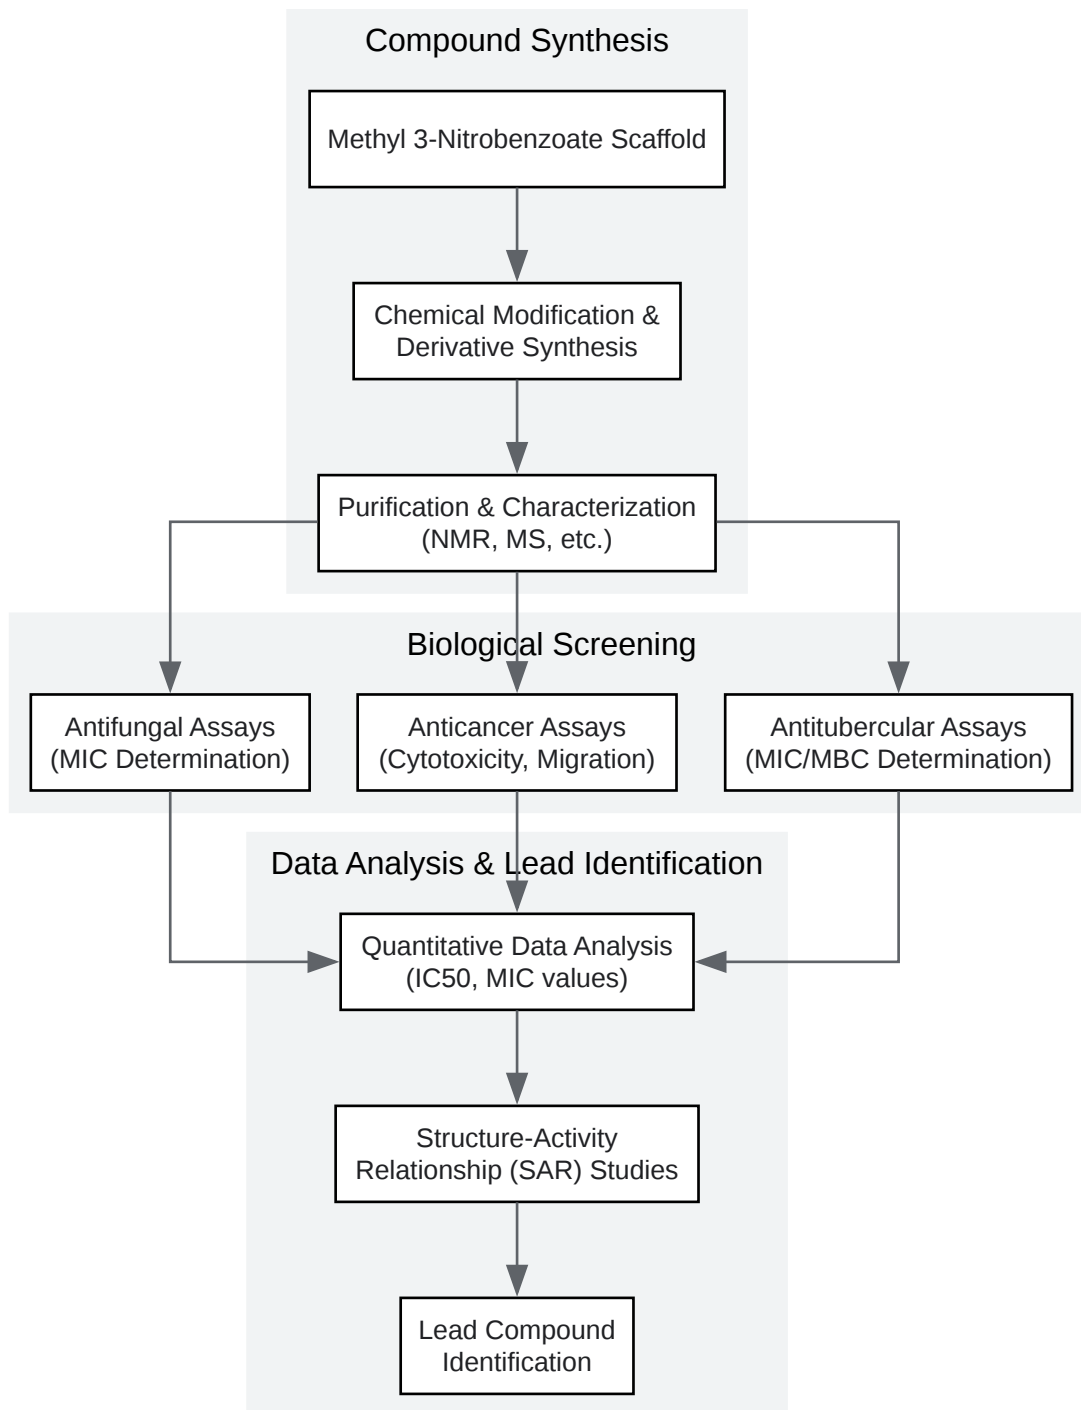 Compound Synthesis
Methyl 3-Nitrobenzoate Scaffold
Chemical Modification &
Derivative Synthesis
Purification & Characterization
(NMR, MS, etc.)
Biological Screening
Antifungal Assays
(MIC Determination)
Anticancer Assays
(Cytotoxicity, Migration)
Antitubercular Assays
(MIC/MBC Determination)
Data Analysis & Lead Identification
Quantitative Data Analysis
(IC50, MIC values)
Structure-Activity
Relationship (SAR) Studies
Lead Compound
Identification